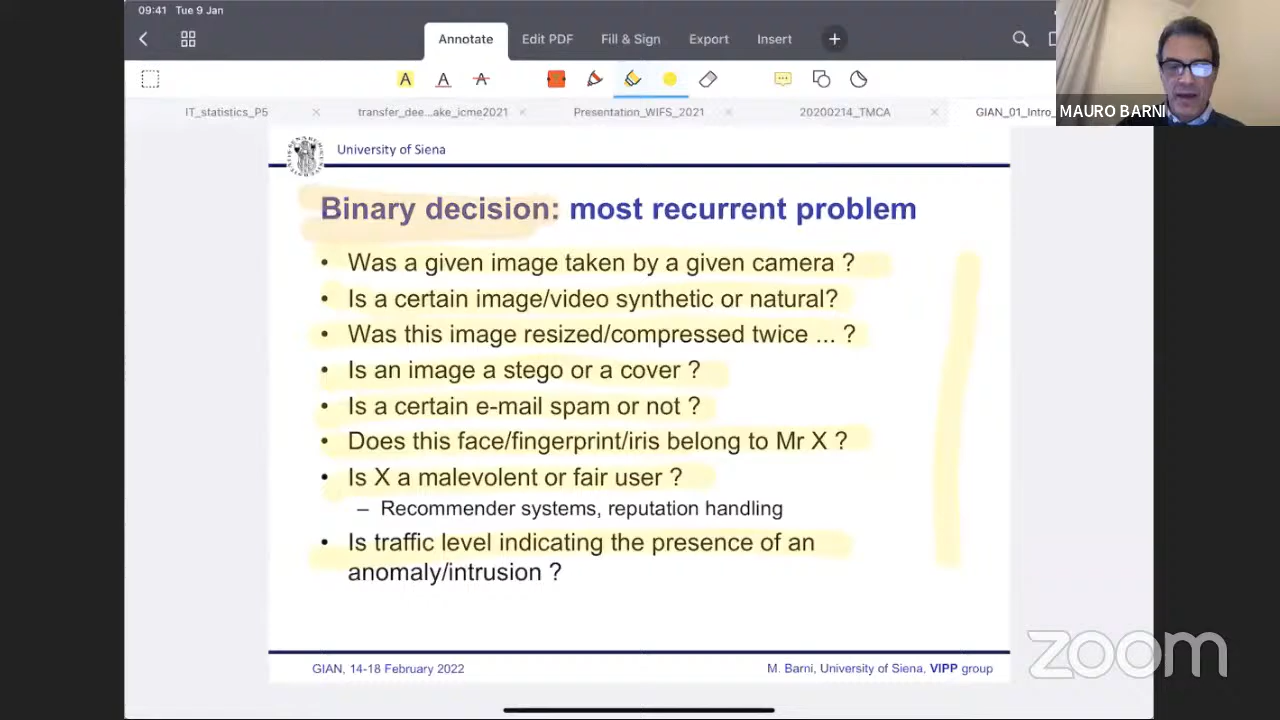 09:41 Tue 9 Jan
Annotate Edit PDF Fill & Sign Export Insert
IT_statistics_P5 transfer_dee...ake_icme2021 Presentation_WIFS_2021 20200214_TMCA GIAN_01_Intro_
MAURO BARNI
University of Siena
Binary decision: most recurrent problem
• Was a given image taken by a given camera ?
• Is a certain image/video synthetic or natural?
• Was this image resized/compressed twice ... ?
• Is an image a stego or a cover ?
• Is a certain e-mail spam or not ?
• Does this face/fingerprint/iris belong to Mr X ?
• Is X a malevolent or fair user ?
– Recommender systems, reputation handling
• Is traffic level indicating the presence of an
anomaly/intrusion ?
GIAN, 14-18 February 2022
M. Barni, University of Siena, VIPP group
zoom